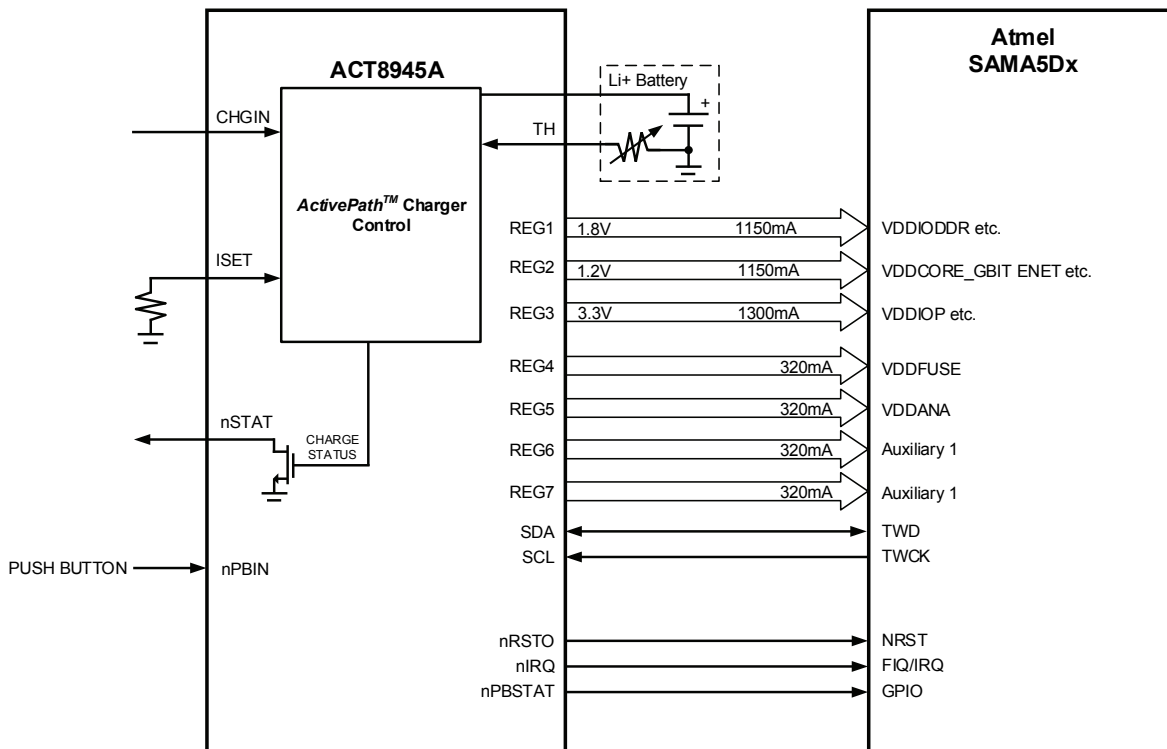 ACT8945A
Atmel
SAMA5Dx
Li+ Battery
+
CHGIN
TH
ActivePath™ Charger
Control
ISET
nSTAT
CHARGE
STATUS
PUSH BUTTON
nPBIN
REG1 1.8V 1150mA VDDIODDR etc.
REG2 1.2V 1150mA VDDCORE_GBIT ENET etc.
REG3 3.3V 1300mA VDDIOP etc.
REG4 320mA VDDFUSE
REG5 320mA VDDANA
REG6 320mA Auxiliary 1
REG7 320mA Auxiliary 1
SDA TWD
SCL TWCK
nRSTO NRST
nIRQ FIQ/IRQ
nPBSTAT GPIO